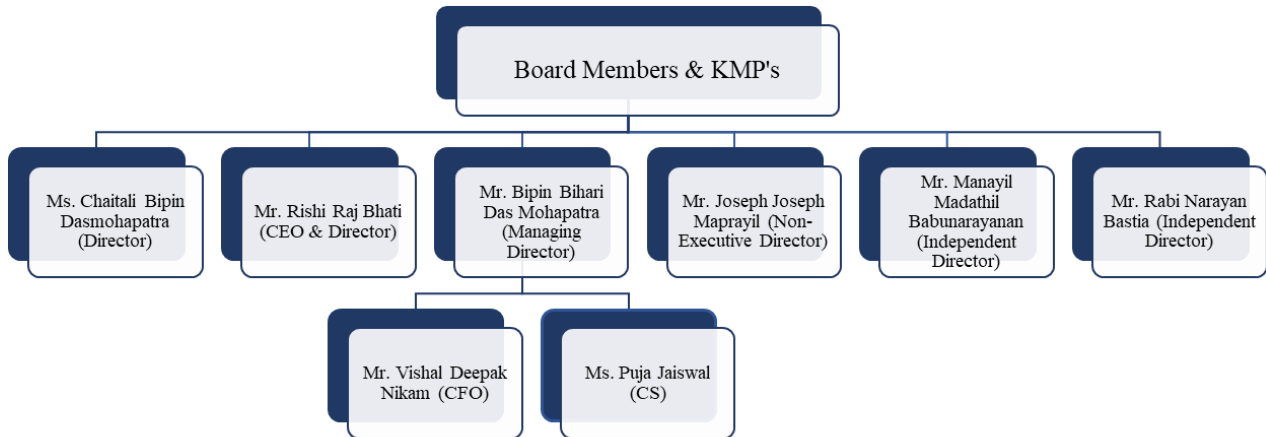 Board Members & KMP's
Ms. Chaitali Bipin
Dasmohapatra
(Director)
Mr. Rishi Raj Bhati
(CEO & Director)
Mr. Bipin Bihari
Das Mohapatra
(Managing
Director)
Mr. Joseph Joseph
Maprayil (Non-
Executive Director)
Mr. Manayil
Madathil
Babunarayanan
(Independent
Director)
Mr. Rabi Narayan
Bastia (Independent
Director)
Mr. Vishal Deepak
Nikam (CFO)
Ms. Puja Jaiswal
(CS)